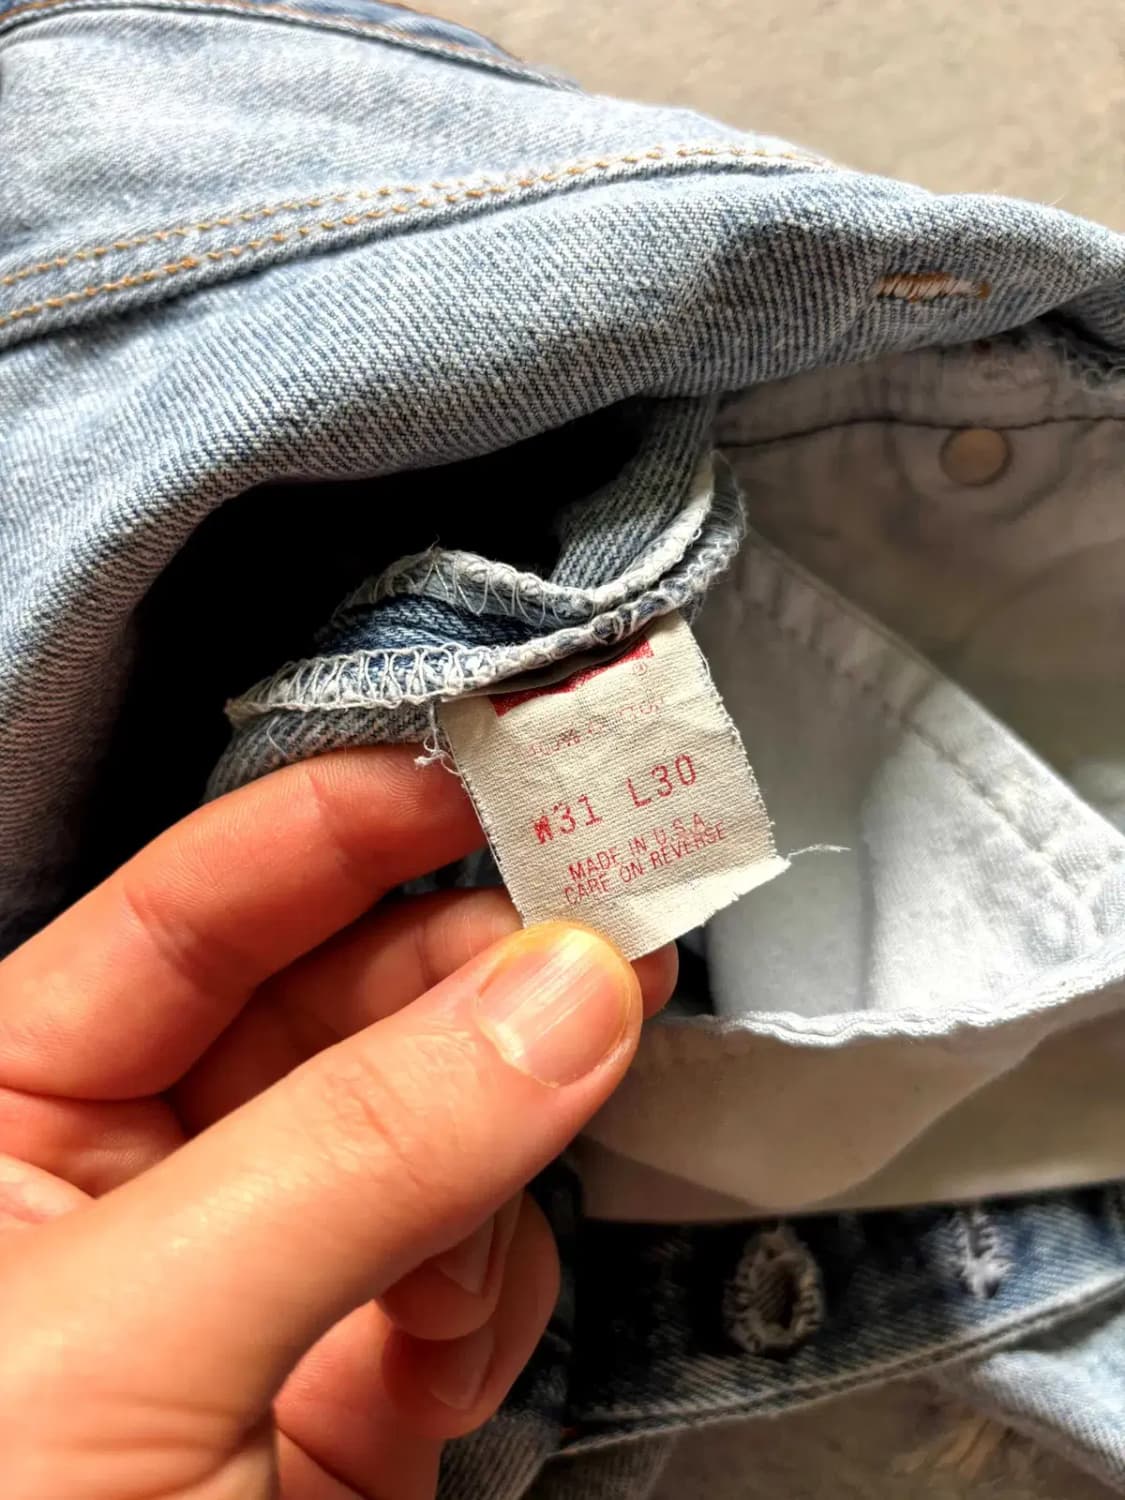 ®
W31 L30
MADE IN U.S.A.
CARE ON REVERSE